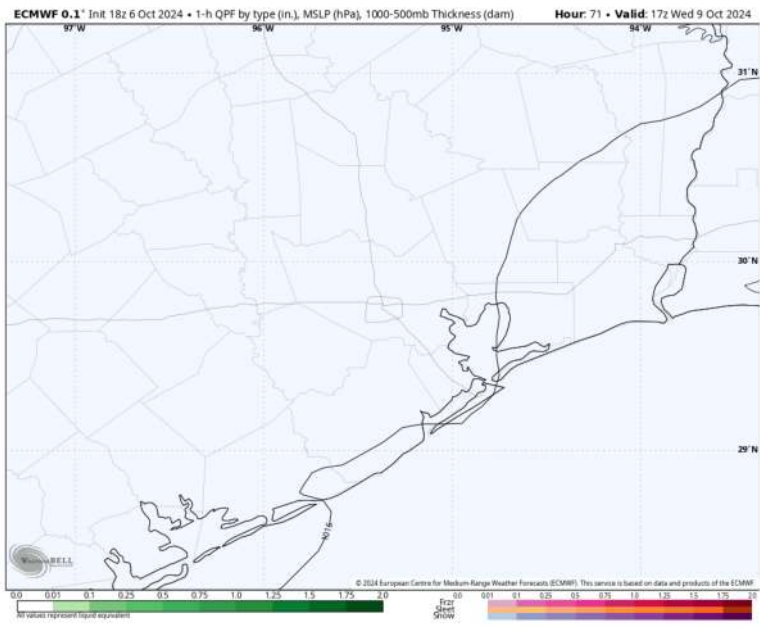 ECMWF 0.1° Init 18z 6 Oct 2024 • 1-h QPF by type (in.), MSLP (hPa), 1000-500mb Thickness (dam) Hour: 71 • Valid: 17z Wed 9 Oct 2024
97°W 96°W 95°W 94°W
31°N
30°N
29°N
WeatherBELL
© 2024 European Centre for Medium-Range Weather Forecasts (ECMWF). This service is based on data and products of the ECMWF
0.0 0.01 0.1 0.25 0.50 0.75 1.0 1.25 1.5 1.75 2.0
All values represent liquid equivalent
0.0 0.01 0.1 0.25 0.50 0.75 1.0 1.25 1.5 1.75 2.0
Frzr
Sleet
Snow